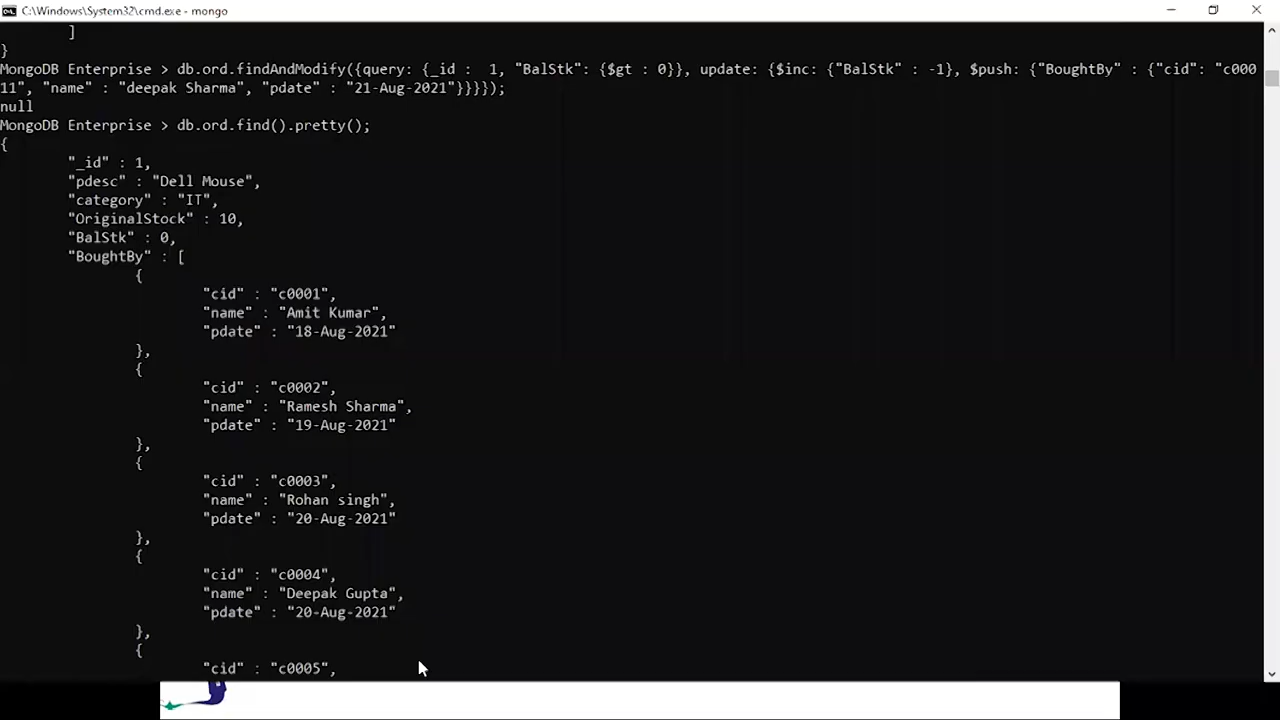 C:\Windows\System32\cmd.exe - mongo
]
}
MongoDB Enterprise > db.ord.findAndModify({query: {_id :  1, "BalStk": {$gt : 0}}, update: {$inc: {"BalStk" : -1}, $push: {"BoughtBy" : {"cid": "c000
11", "name" : "deepak Sharma", "pdate" : "21-Aug-2021"}}}});
null
MongoDB Enterprise > db.ord.find().pretty();
{
"_id" : 1,
"pdesc" : "Dell Mouse",
"category" : "IT",
"OriginalStock" : 10,
"BalStk" : 0,
"BoughtBy" : [
{
"cid" : "c0001",
"name" : "Amit Kumar",
"pdate" : "18-Aug-2021"
},
{
"cid" : "c0002",
"name" : "Ramesh Sharma",
"pdate" : "19-Aug-2021"
},
{
"cid" : "c0003",
"name" : "Rohan singh",
"pdate" : "20-Aug-2021"
},
{
"cid" : "c0004",
"name" : "Deepak Gupta",
"pdate" : "20-Aug-2021"
},
{
"cid" : "c0005",